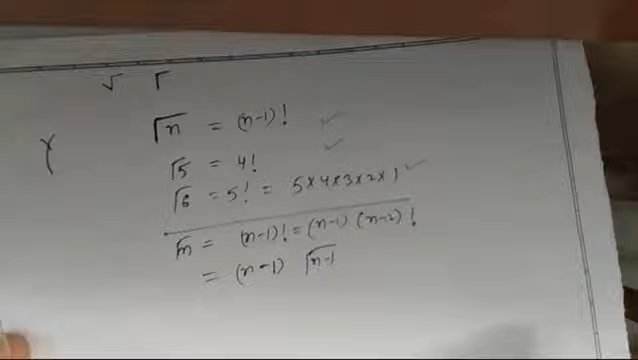 √ Γ
Γn = (n-1)!
Γ5 = 4!
Γ6 = 5! = 5×4×3×2×1
Γn = (n-1)! = (n-1) (n-2)!
= (n-1) Γn-1